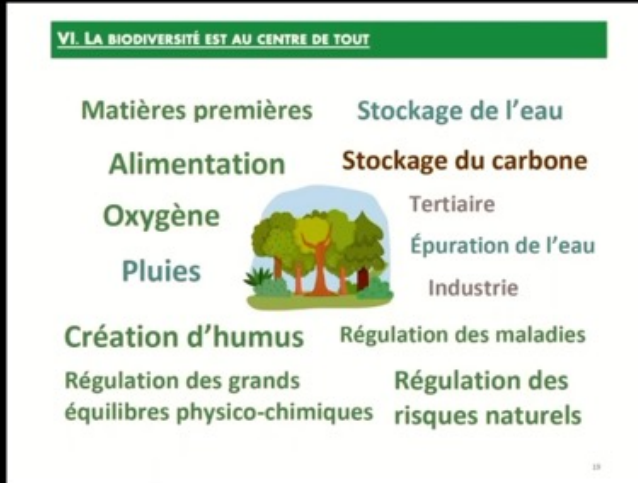 VI. LA BIODIVERSITÉ EST AU CENTRE DE TOUT
Matières premières
Stockage de l'eau
Alimentation
Stockage du carbone
Oxygène
Tertiaire
Épuration de l'eau
Pluies
Industrie
Création d'humus
Régulation des maladies
Régulation des grands
équilibres physico-chimiques
Régulation des
risques naturels